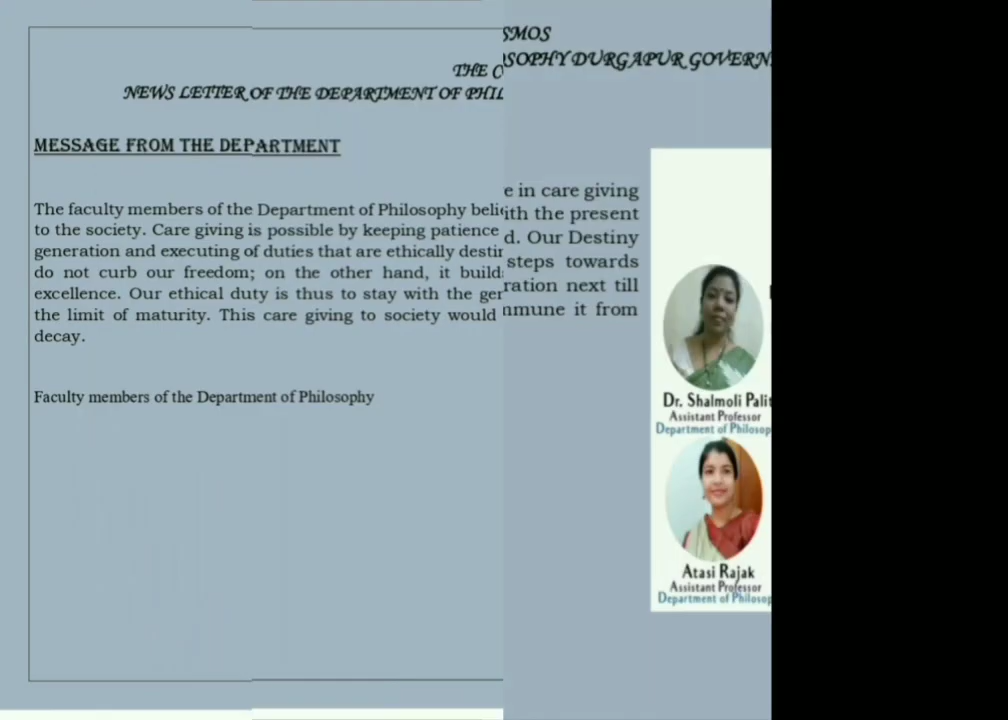 THE C
NEWS LETTER OF THE DEPARTMENT OF PHIL
MESSAGE FROM THE DEPARTMENT
The faculty members of the Department of Philosophy beli
to the society. Care giving is possible by keeping patience
generation and executing of duties that are ethically destin
do not curb our freedom; on the other hand, it build
excellence. Our ethical duty is thus to stay with the gen
the limit of maturity. This care giving to society would
decay.
Faculty members of the Department of Philosophy
SMOS
SOPHY DURGAPUR GOVERN
e in care giving
ith the present
d. Our Destiny
steps towards
ration next till
mmune it from
Dr. Shalmoli Palit
Assistant Professor
Department of Philosop
Atasi Rajak
Assistant Professor
Department of Philosop